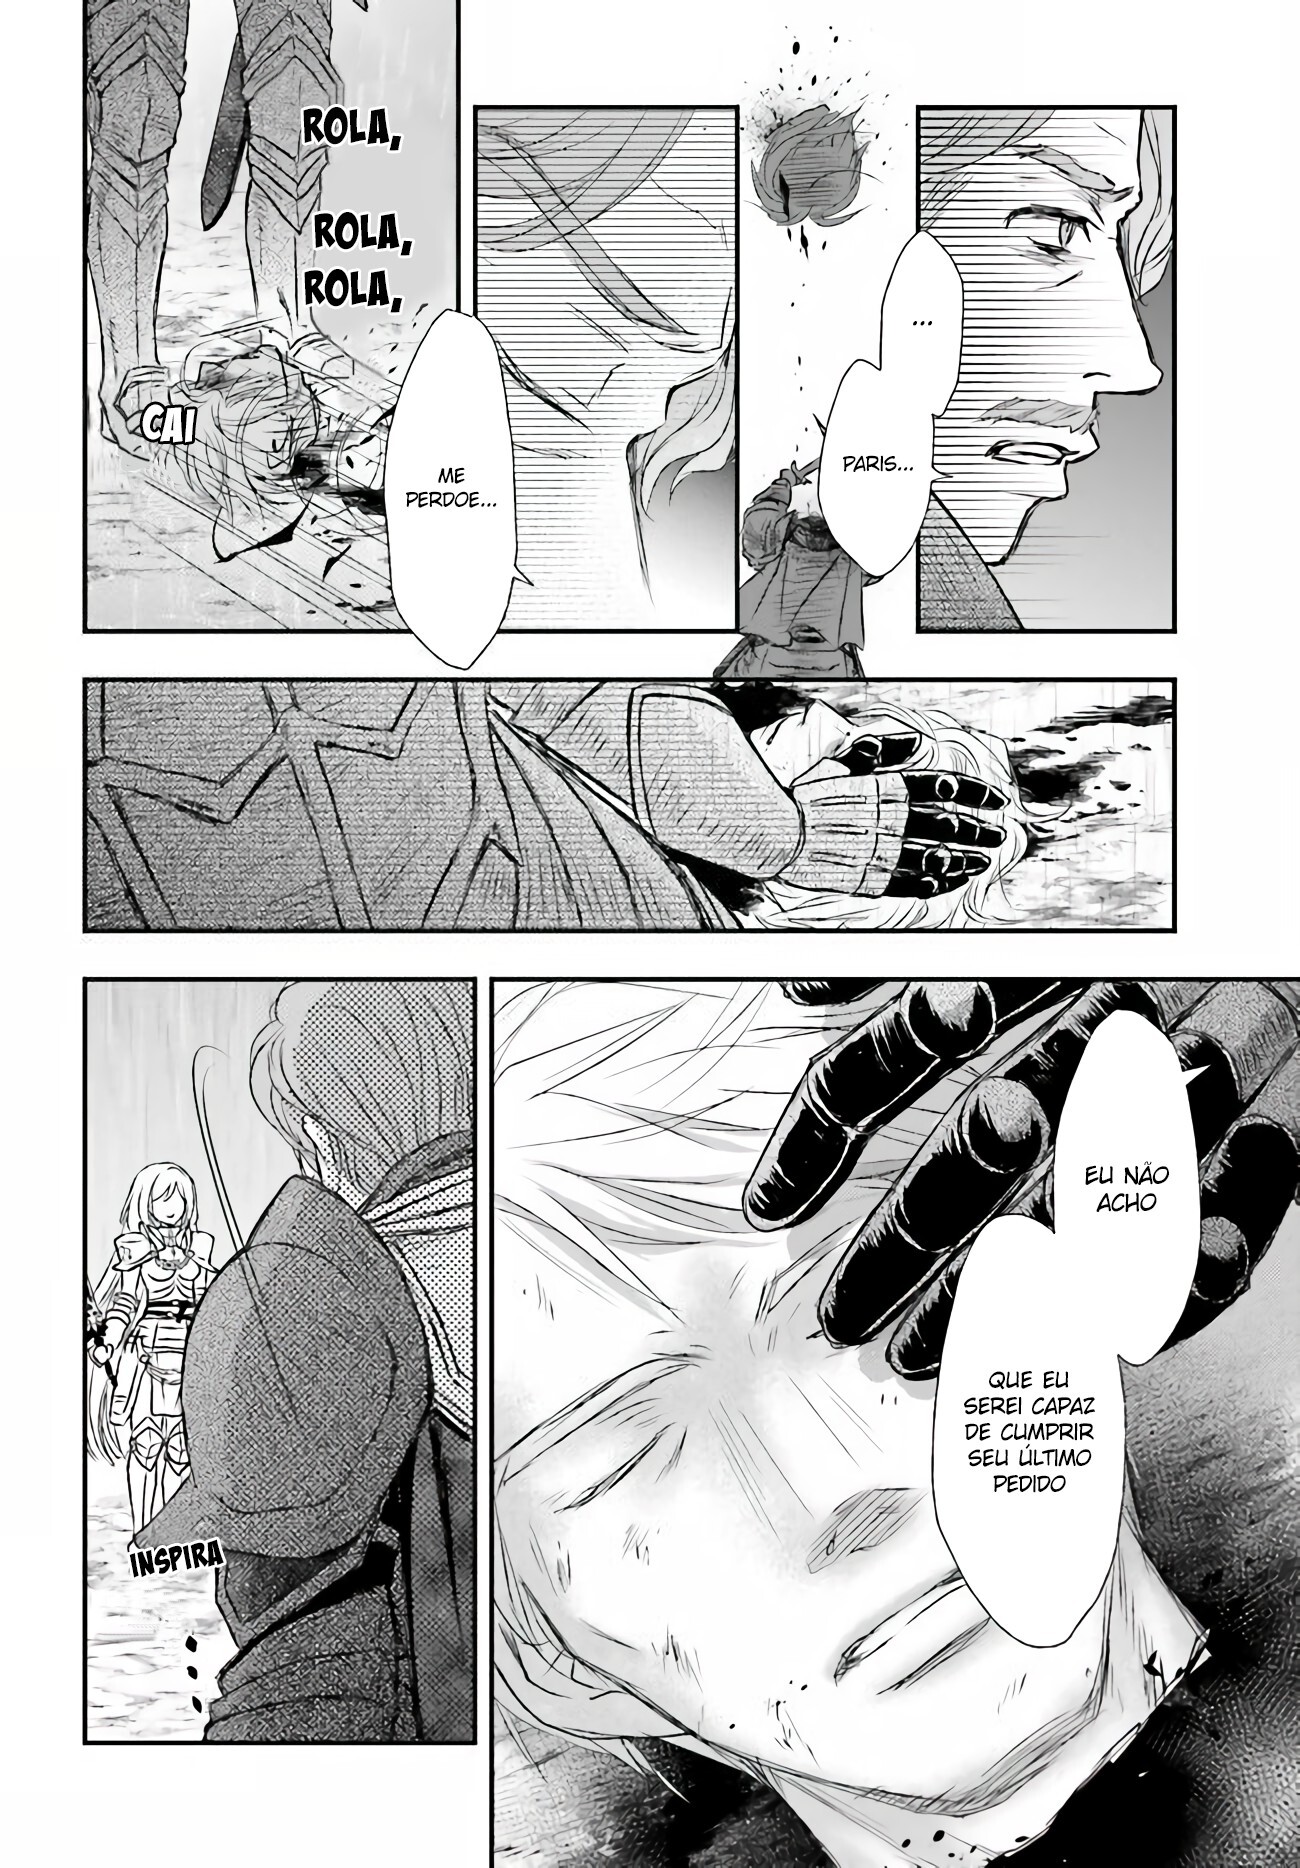 ...
PARIS...
ME
PERDOE...
ROLA,
ROLA,
ROLA,
CAI
EU NÃO
ACHO
QUE EU
SEREI CAPAZ
DE CUMPRIR
SEU ÚLTIMO
PEDIDO
INSPIRA
...